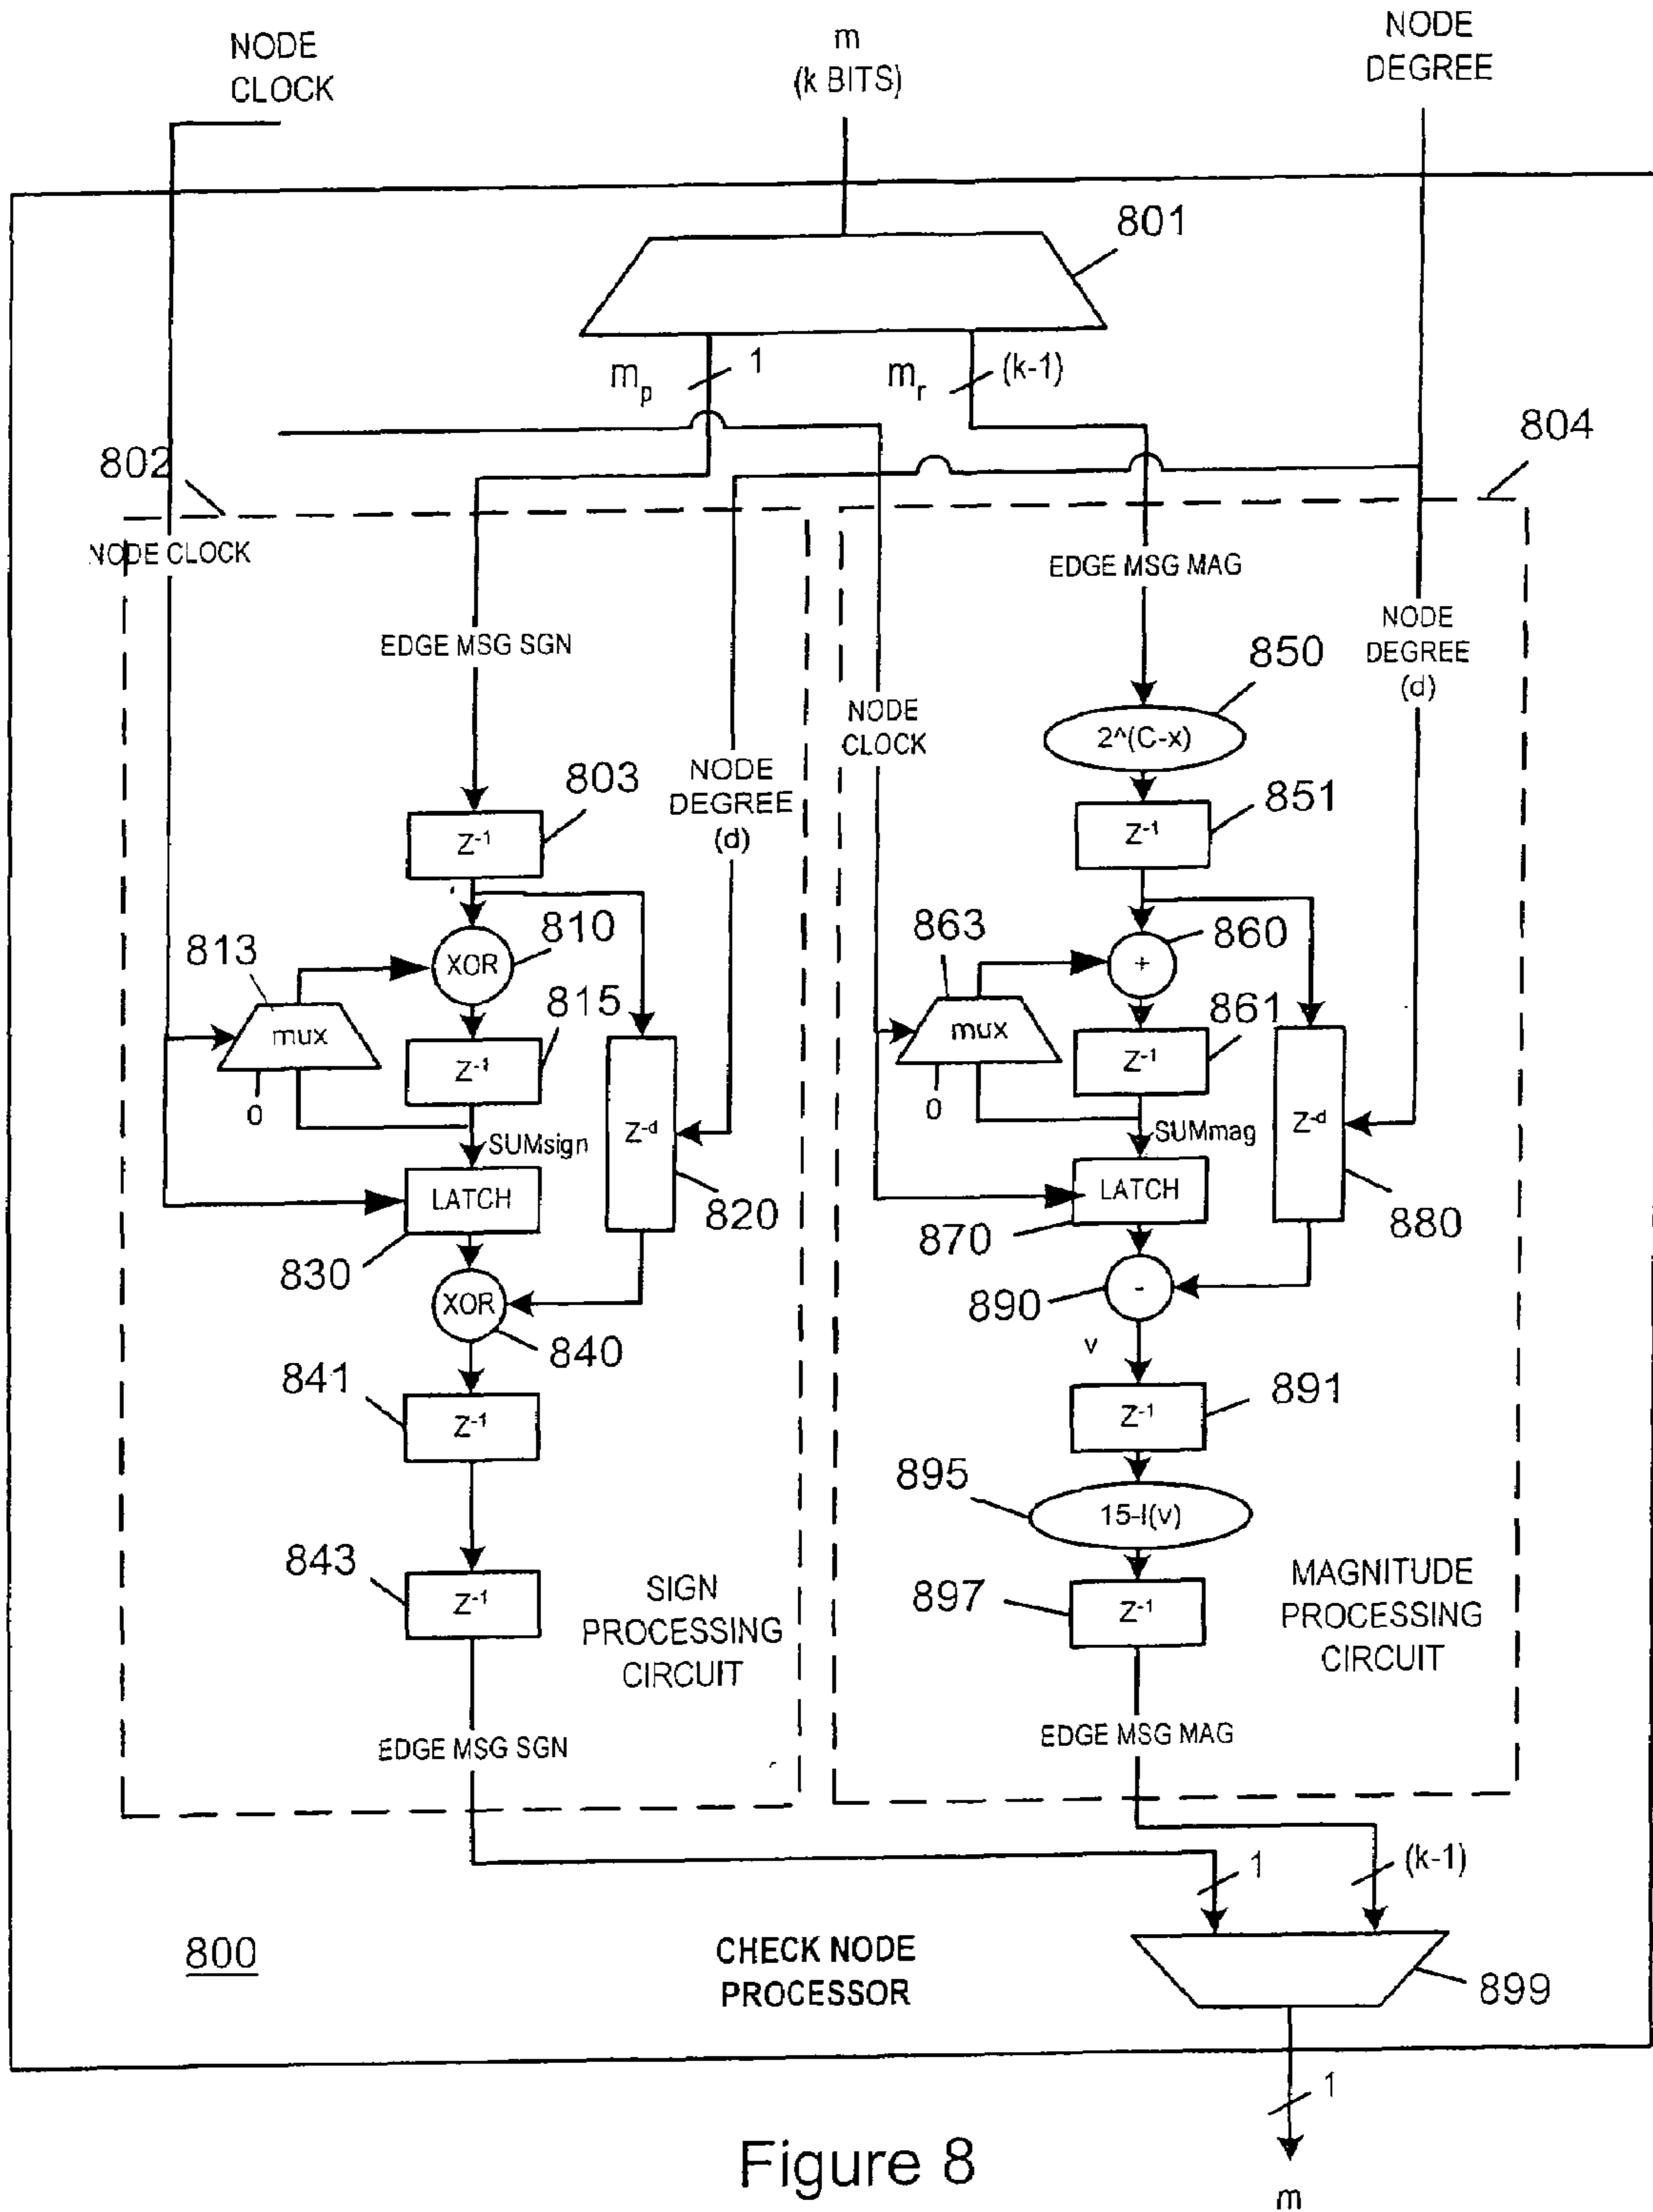 NODE
CLOCK
m
(k BITS)
NODE
DEGREE
801
m_p
1
m_r
(k-1)
802
804
NODE CLOCK
EDGE MSG MAG
EDGE MSG SGN
NODE
DEGREE
(d)
850
NODE
CLOCK
2^(C-x)
803
NODE
DEGREE
(d)
851
Z⁻¹
Z⁻¹
810
863
860
813
XOR
+
815
861
mux
mux
Z⁻¹
Z⁻¹
0
0
Z⁻ᵈ
Z⁻ᵈ
SUMsign
SUMmag
LATCH
LATCH
820
880
830
870
XOR
-
890
840
v
841
891
Z⁻¹
Z⁻¹
895
15-I(v)
843
897
Z⁻¹
Z⁻¹
SIGN
PROCESSING
CIRCUIT
MAGNITUDE
PROCESSING
CIRCUIT
EDGE MSG SGN
EDGE MSG MAG
1
(k-1)
800
CHECK NODE
PROCESSOR
899
1
Figure 8
m